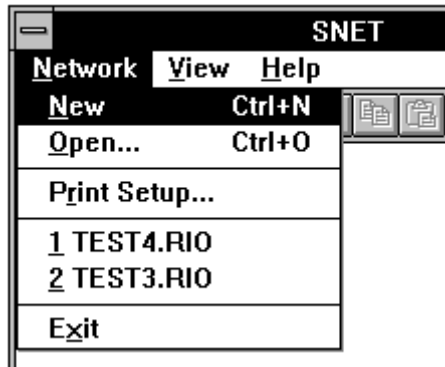 SNET
Network View Help
New Ctrl+N
Open... Ctrl+O
Print Setup...
1 TEST4.RIO
2 TEST3.RIO
Exit